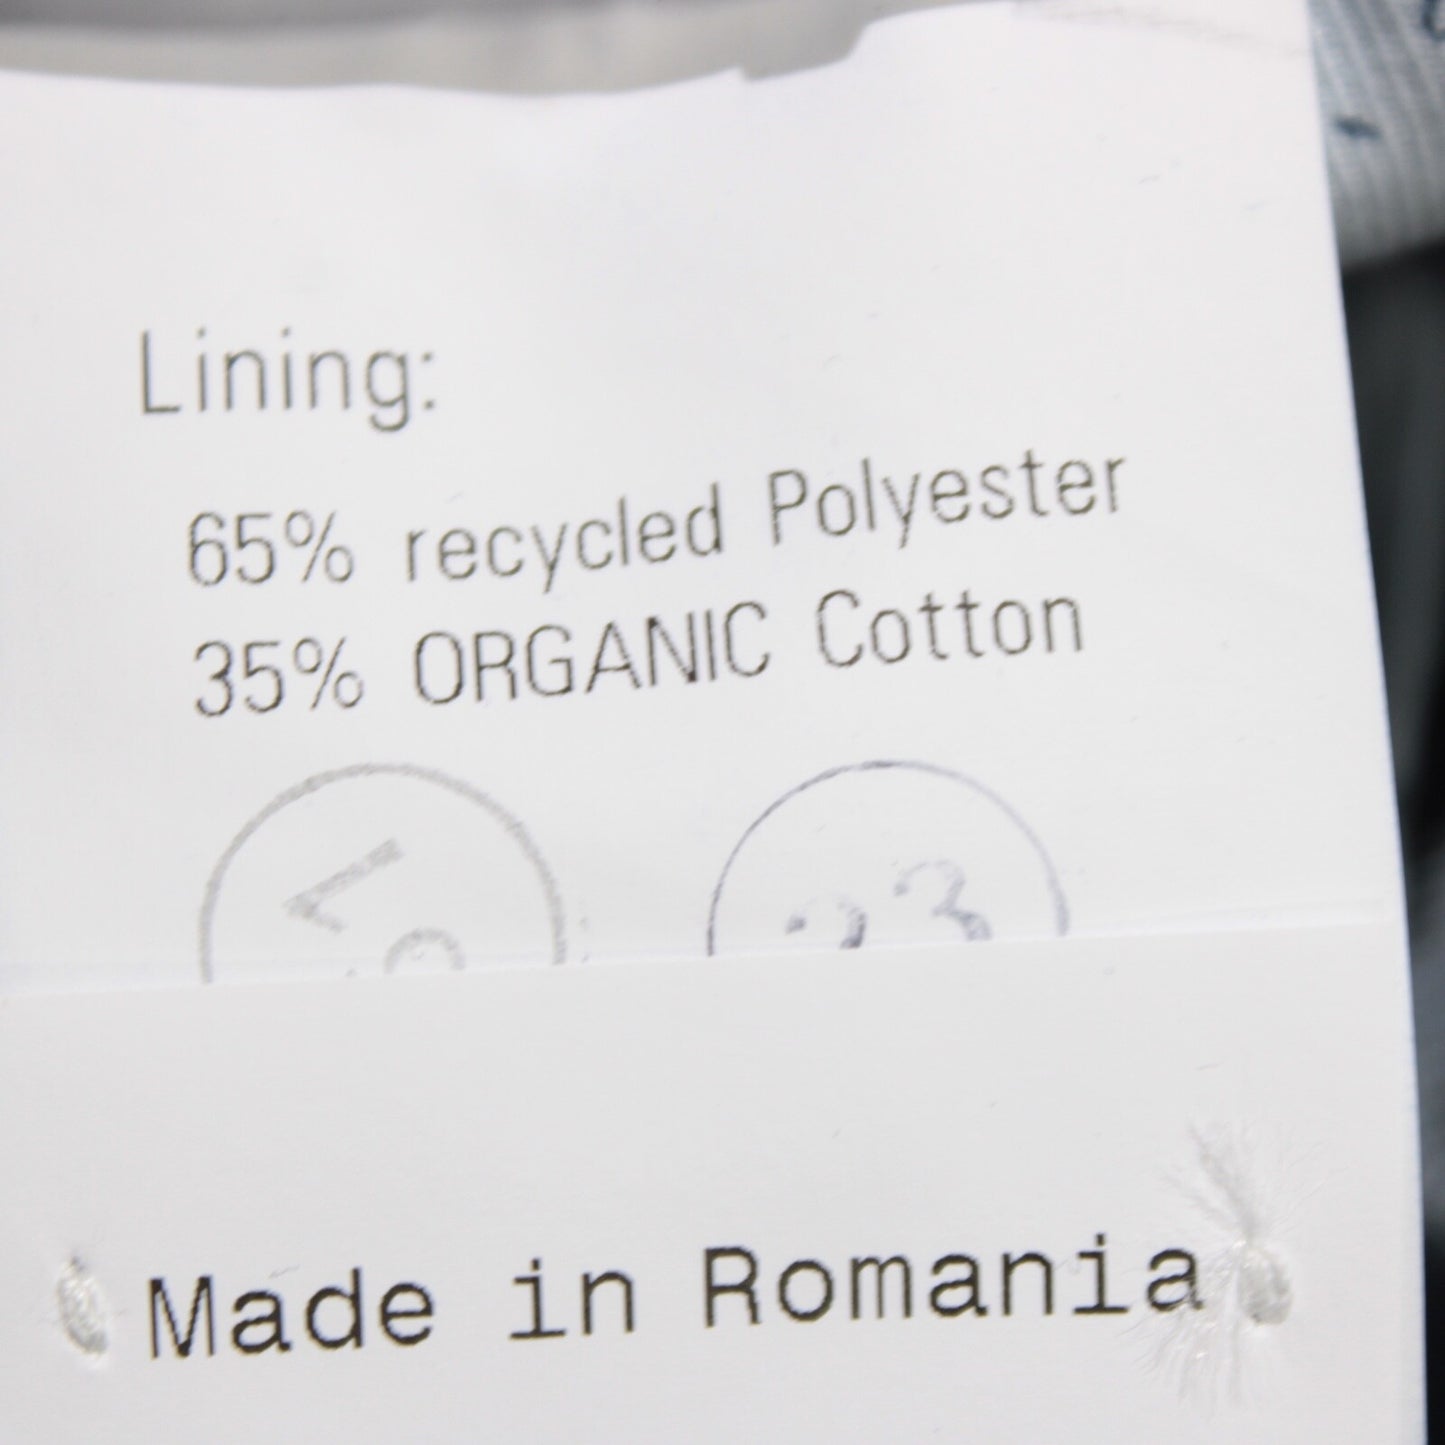 Lining:
65% recycled Polyester
35% ORGANIC Cotton
Made in Romania